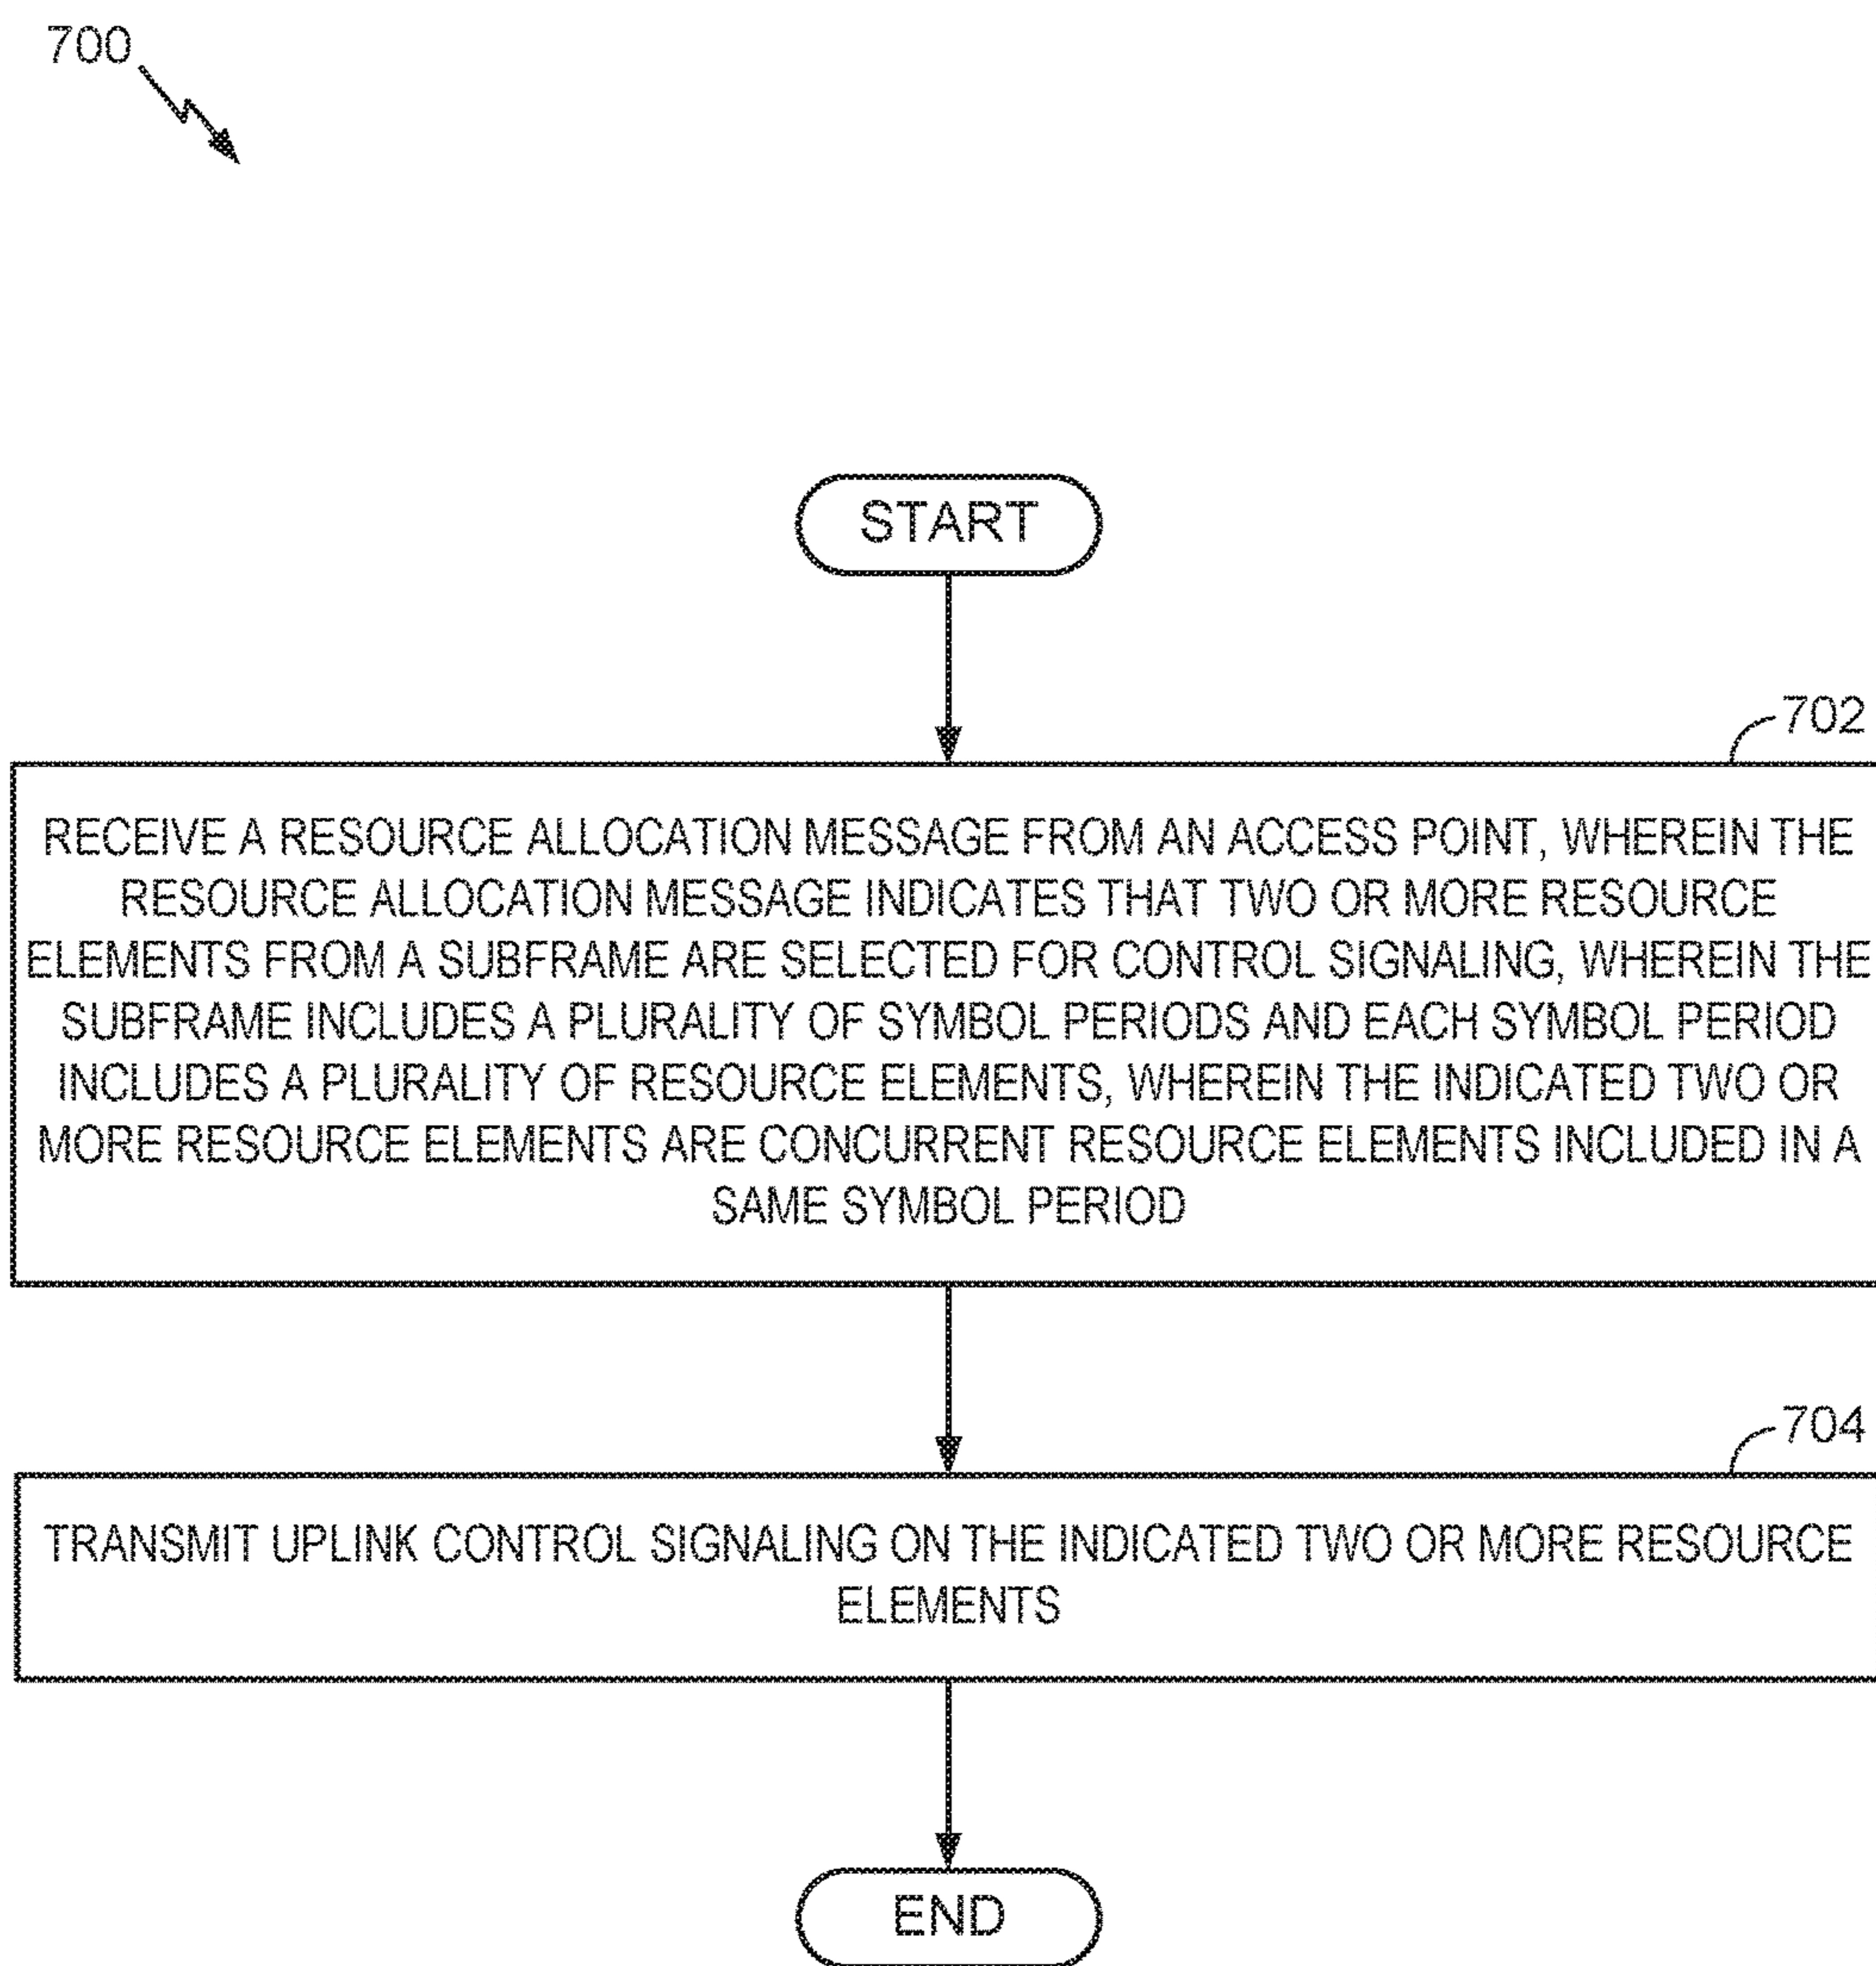 700
START
702
RECEIVE A RESOURCE ALLOCATION MESSAGE FROM AN ACCESS POINT, WHEREIN THE
RESOURCE ALLOCATION MESSAGE INDICATES THAT TWO OR MORE RESOURCE
ELEMENTS FROM A SUBFRAME ARE SELECTED FOR CONTROL SIGNALING, WHEREIN THE
SUBFRAME INCLUDES A PLURALITY OF SYMBOL PERIODS AND EACH SYMBOL PERIOD
INCLUDES A PLURALITY OF RESOURCE ELEMENTS, WHEREIN THE INDICATED TWO OR
MORE RESOURCE ELEMENTS ARE CONCURRENT RESOURCE ELEMENTS INCLUDED IN A
SAME SYMBOL PERIOD
704
TRANSMIT UPLINK CONTROL SIGNALING ON THE INDICATED TWO OR MORE RESOURCE
ELEMENTS
END